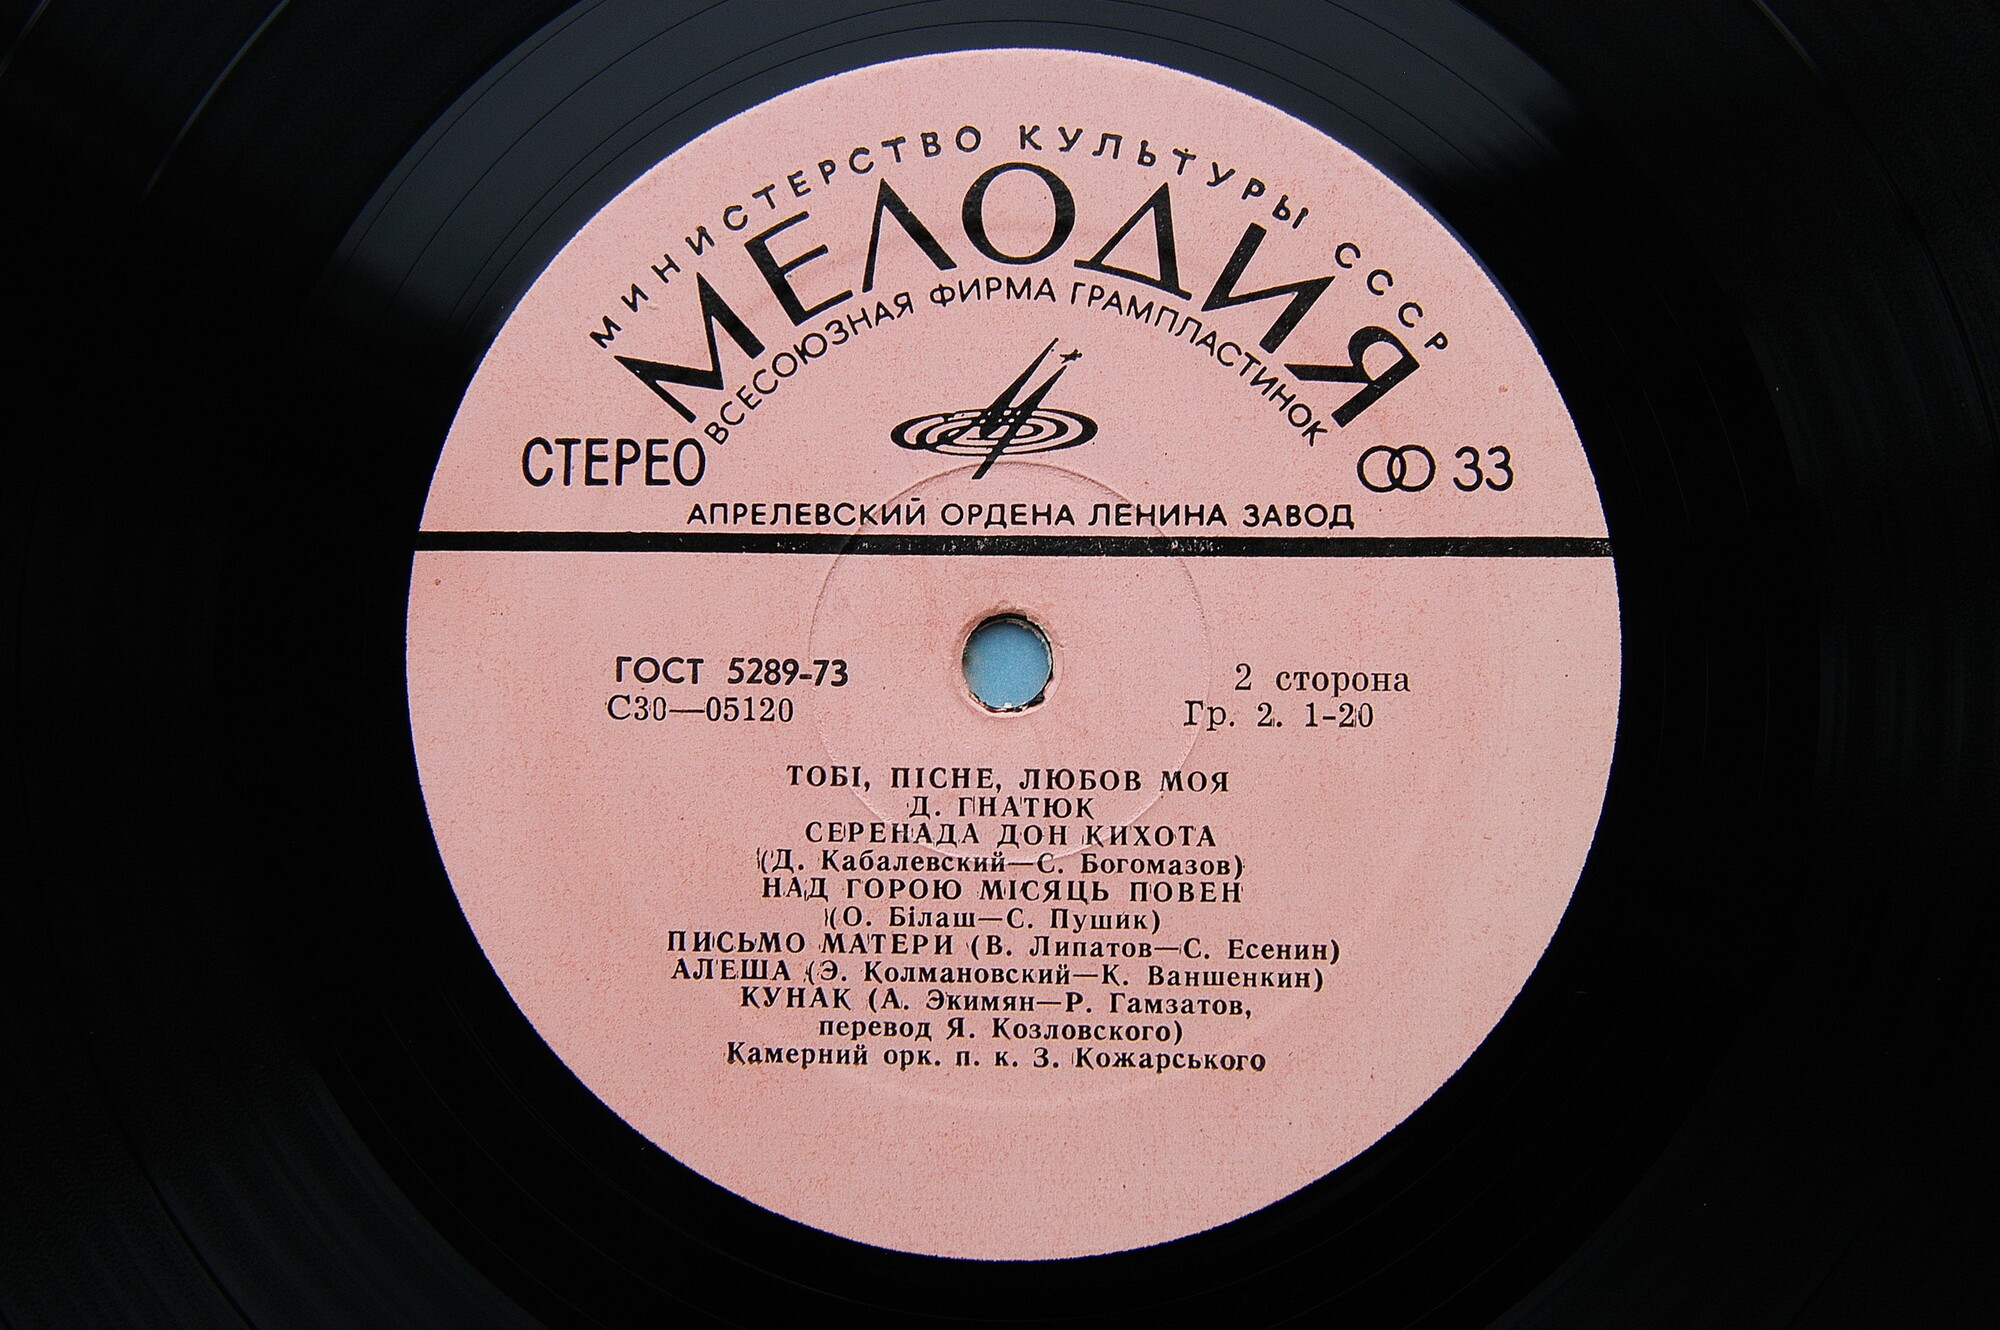 МИНИСТЕРСТВО КУЛЬТУРЫ СССР
МЕЛОДИЯ
ВСЕСОЮЗНАЯ ФИРМА ГРАМПЛАСТИНОК
СТЕРЕО
33
АПРЕЛЕВСКИЙ ОРДЕНА ЛЕНИНА ЗАВОД
ГОСТ 5289-73
С30—05120
2 сторона
Гр. 2. 1-20
ТОБІ, ПІСНЕ, ЛЮБОВ МОЯ
Д. ГНАТЮК
СЕРЕНАДА ДОН КИХОТА
(Д. Кабалевский—С. Богомазов)
НАД ГОРОЮ МІСЯЦЬ ПОВЕН
(О. Білаш—С. Пушик)
ПИСЬМО МАТЕРИ (В. Липатов—С. Есенин)
АЛЕША (Э. Колмановский—К. Ваншенкин)
КУНАК (А. Экимян—Р. Гамзатов,
перевод Я. Козловского)
Камерний орк. п. к. З. Кожарського